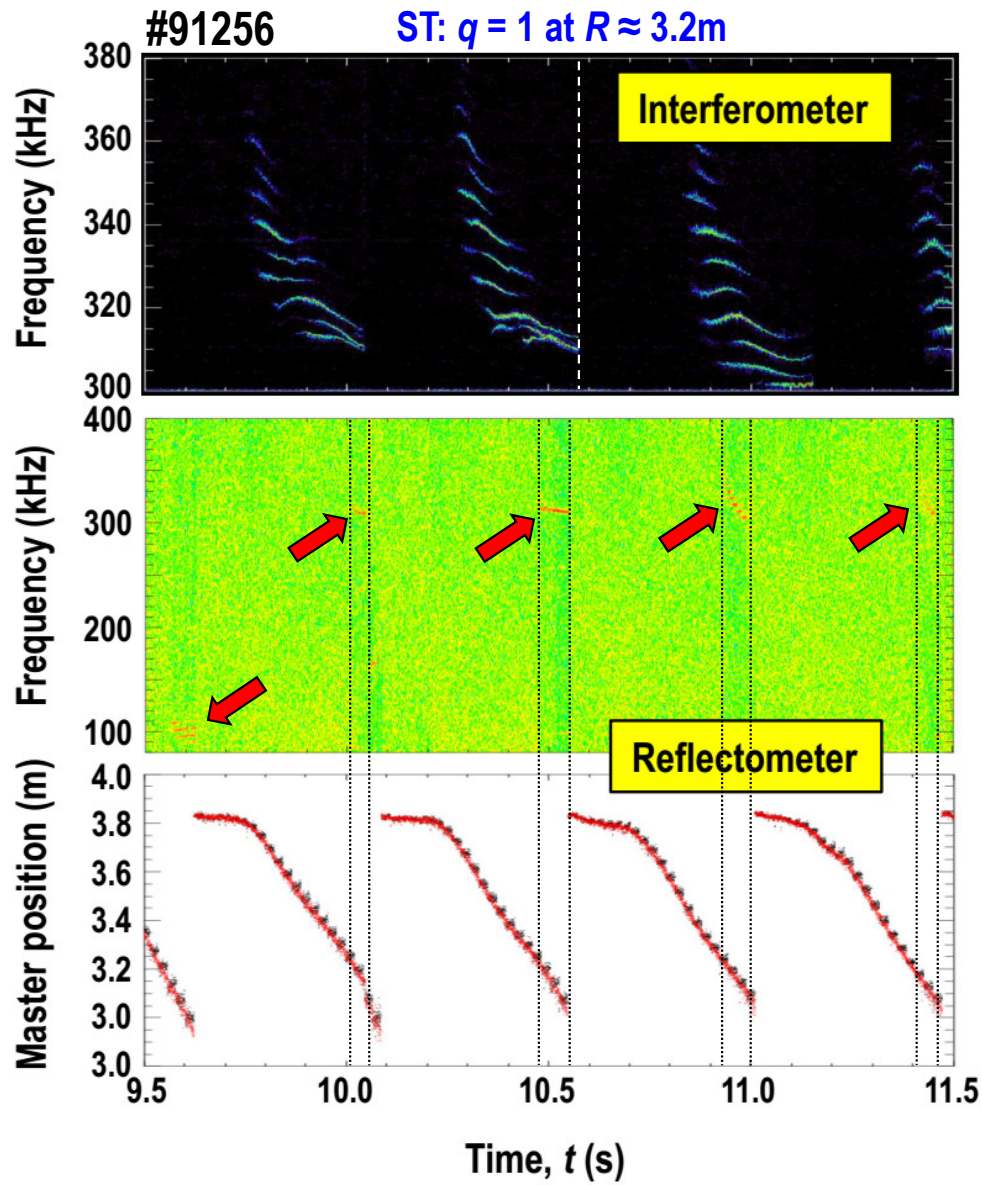 #91256
ST: q = 1 at R ≈ 3.2m
Frequency (kHz)
380
360
340
320
300
Interferometer
Frequency (kHz)
400
300
200
100
Reflectometer
Master position (m)
4.0
3.8
3.6
3.4
3.2
3.0
3.0
9.5 10.0 10.5 11.0 11.5
Time, t (s)